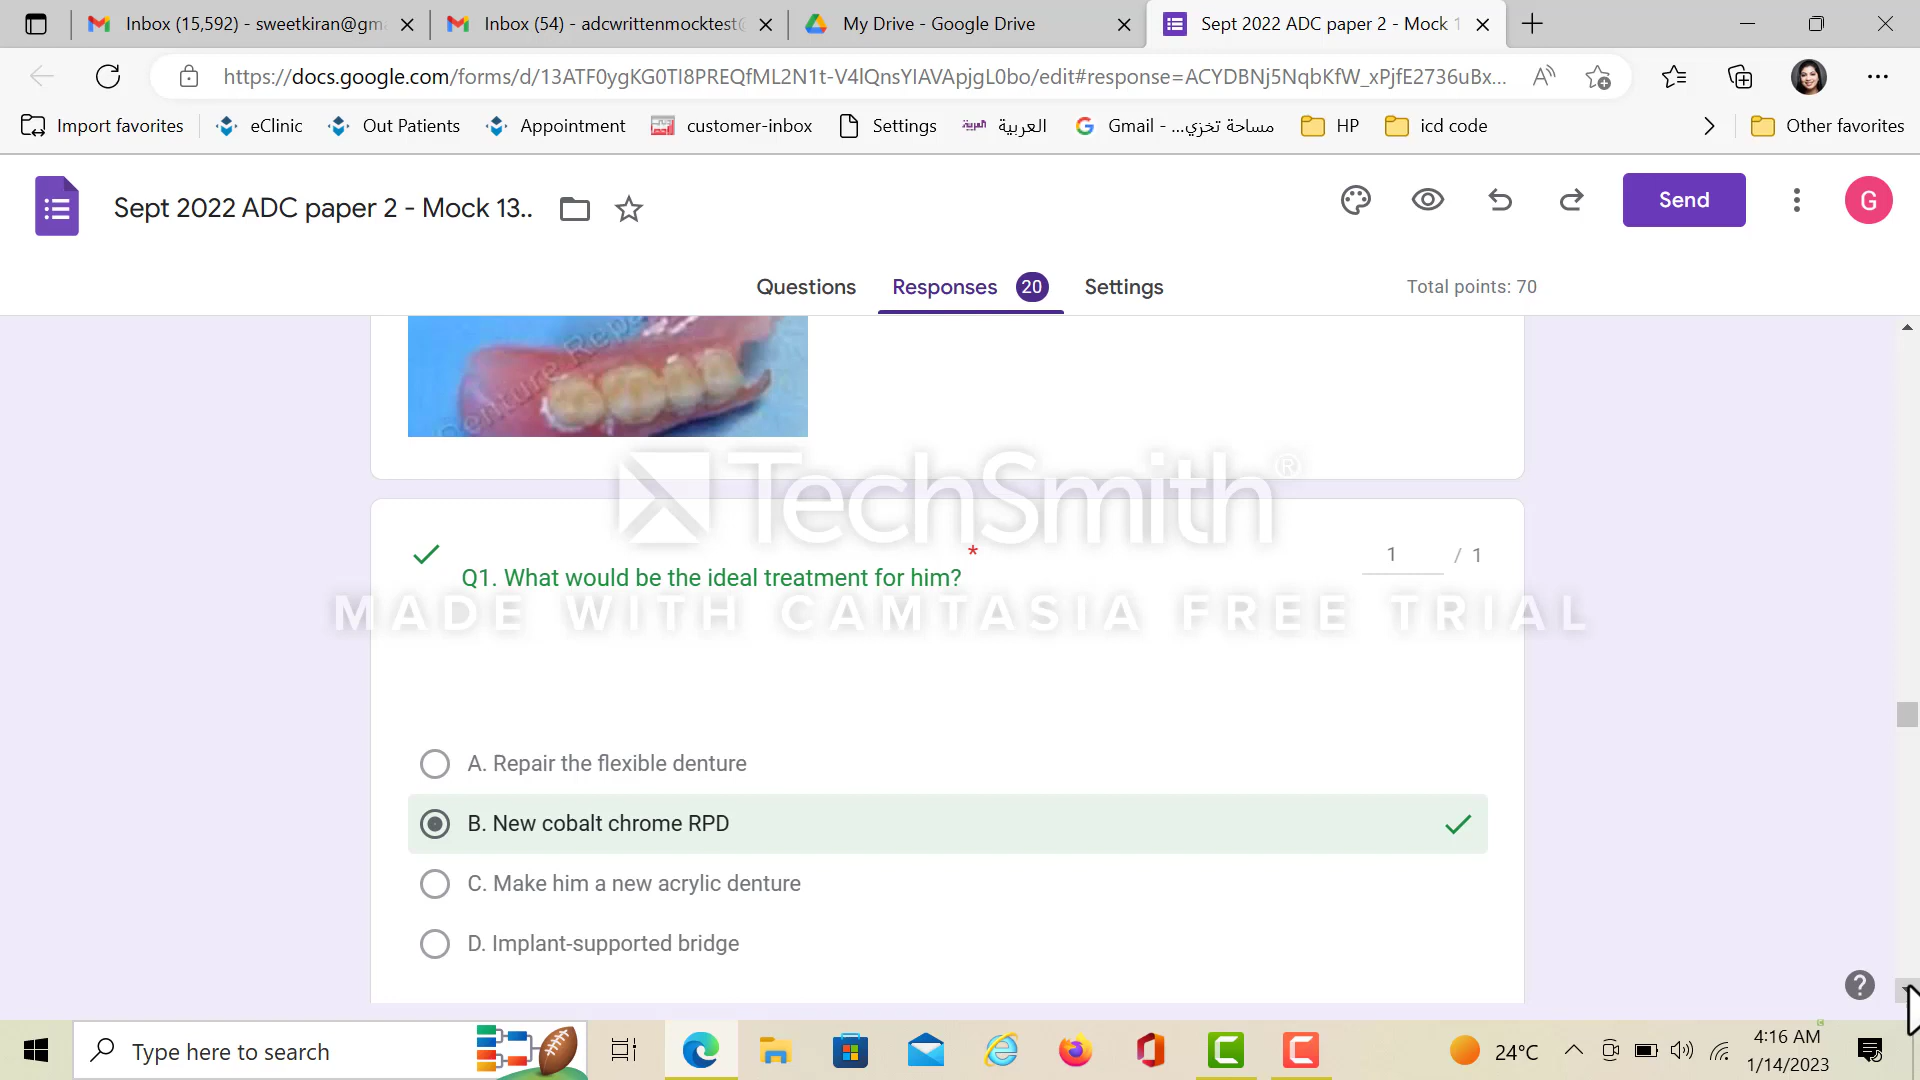 Inbox (15,592) - sweetkiran@gm
Inbox (54) - adcwrittenmocktest
My Drive - Google Drive
Sept 2022 ADC paper 2 - Mock 1
https://docs.google.com/forms/d/13ATF0ygKG0TI8PREQfML2N1t-V4lQnsYIAVApjgL0bo/edit#response=ACYDBNj5NqbKfW_xPjfE2736uBx...
Import favorites
eClinic
Out Patients
Appointment
customer-inbox
Settings
العربية
Gmail - ...مساحة تخزي
HP
icd code
Other favorites
Sept 2022 ADC paper 2 - Mock 13..
Send
G
Questions
Responses 20
Settings
Total points: 70
Denture Repa
TechSmith®
Q1. What would be the ideal treatment for him? *
1 / 1
MADE WITH CAMTASIA FREE TRIAL
A. Repair the flexible denture
B. New cobalt chrome RPD
C. Make him a new acrylic denture
D. Implant-supported bridge
Type here to search
24°C
4:16 AM
1/14/2023